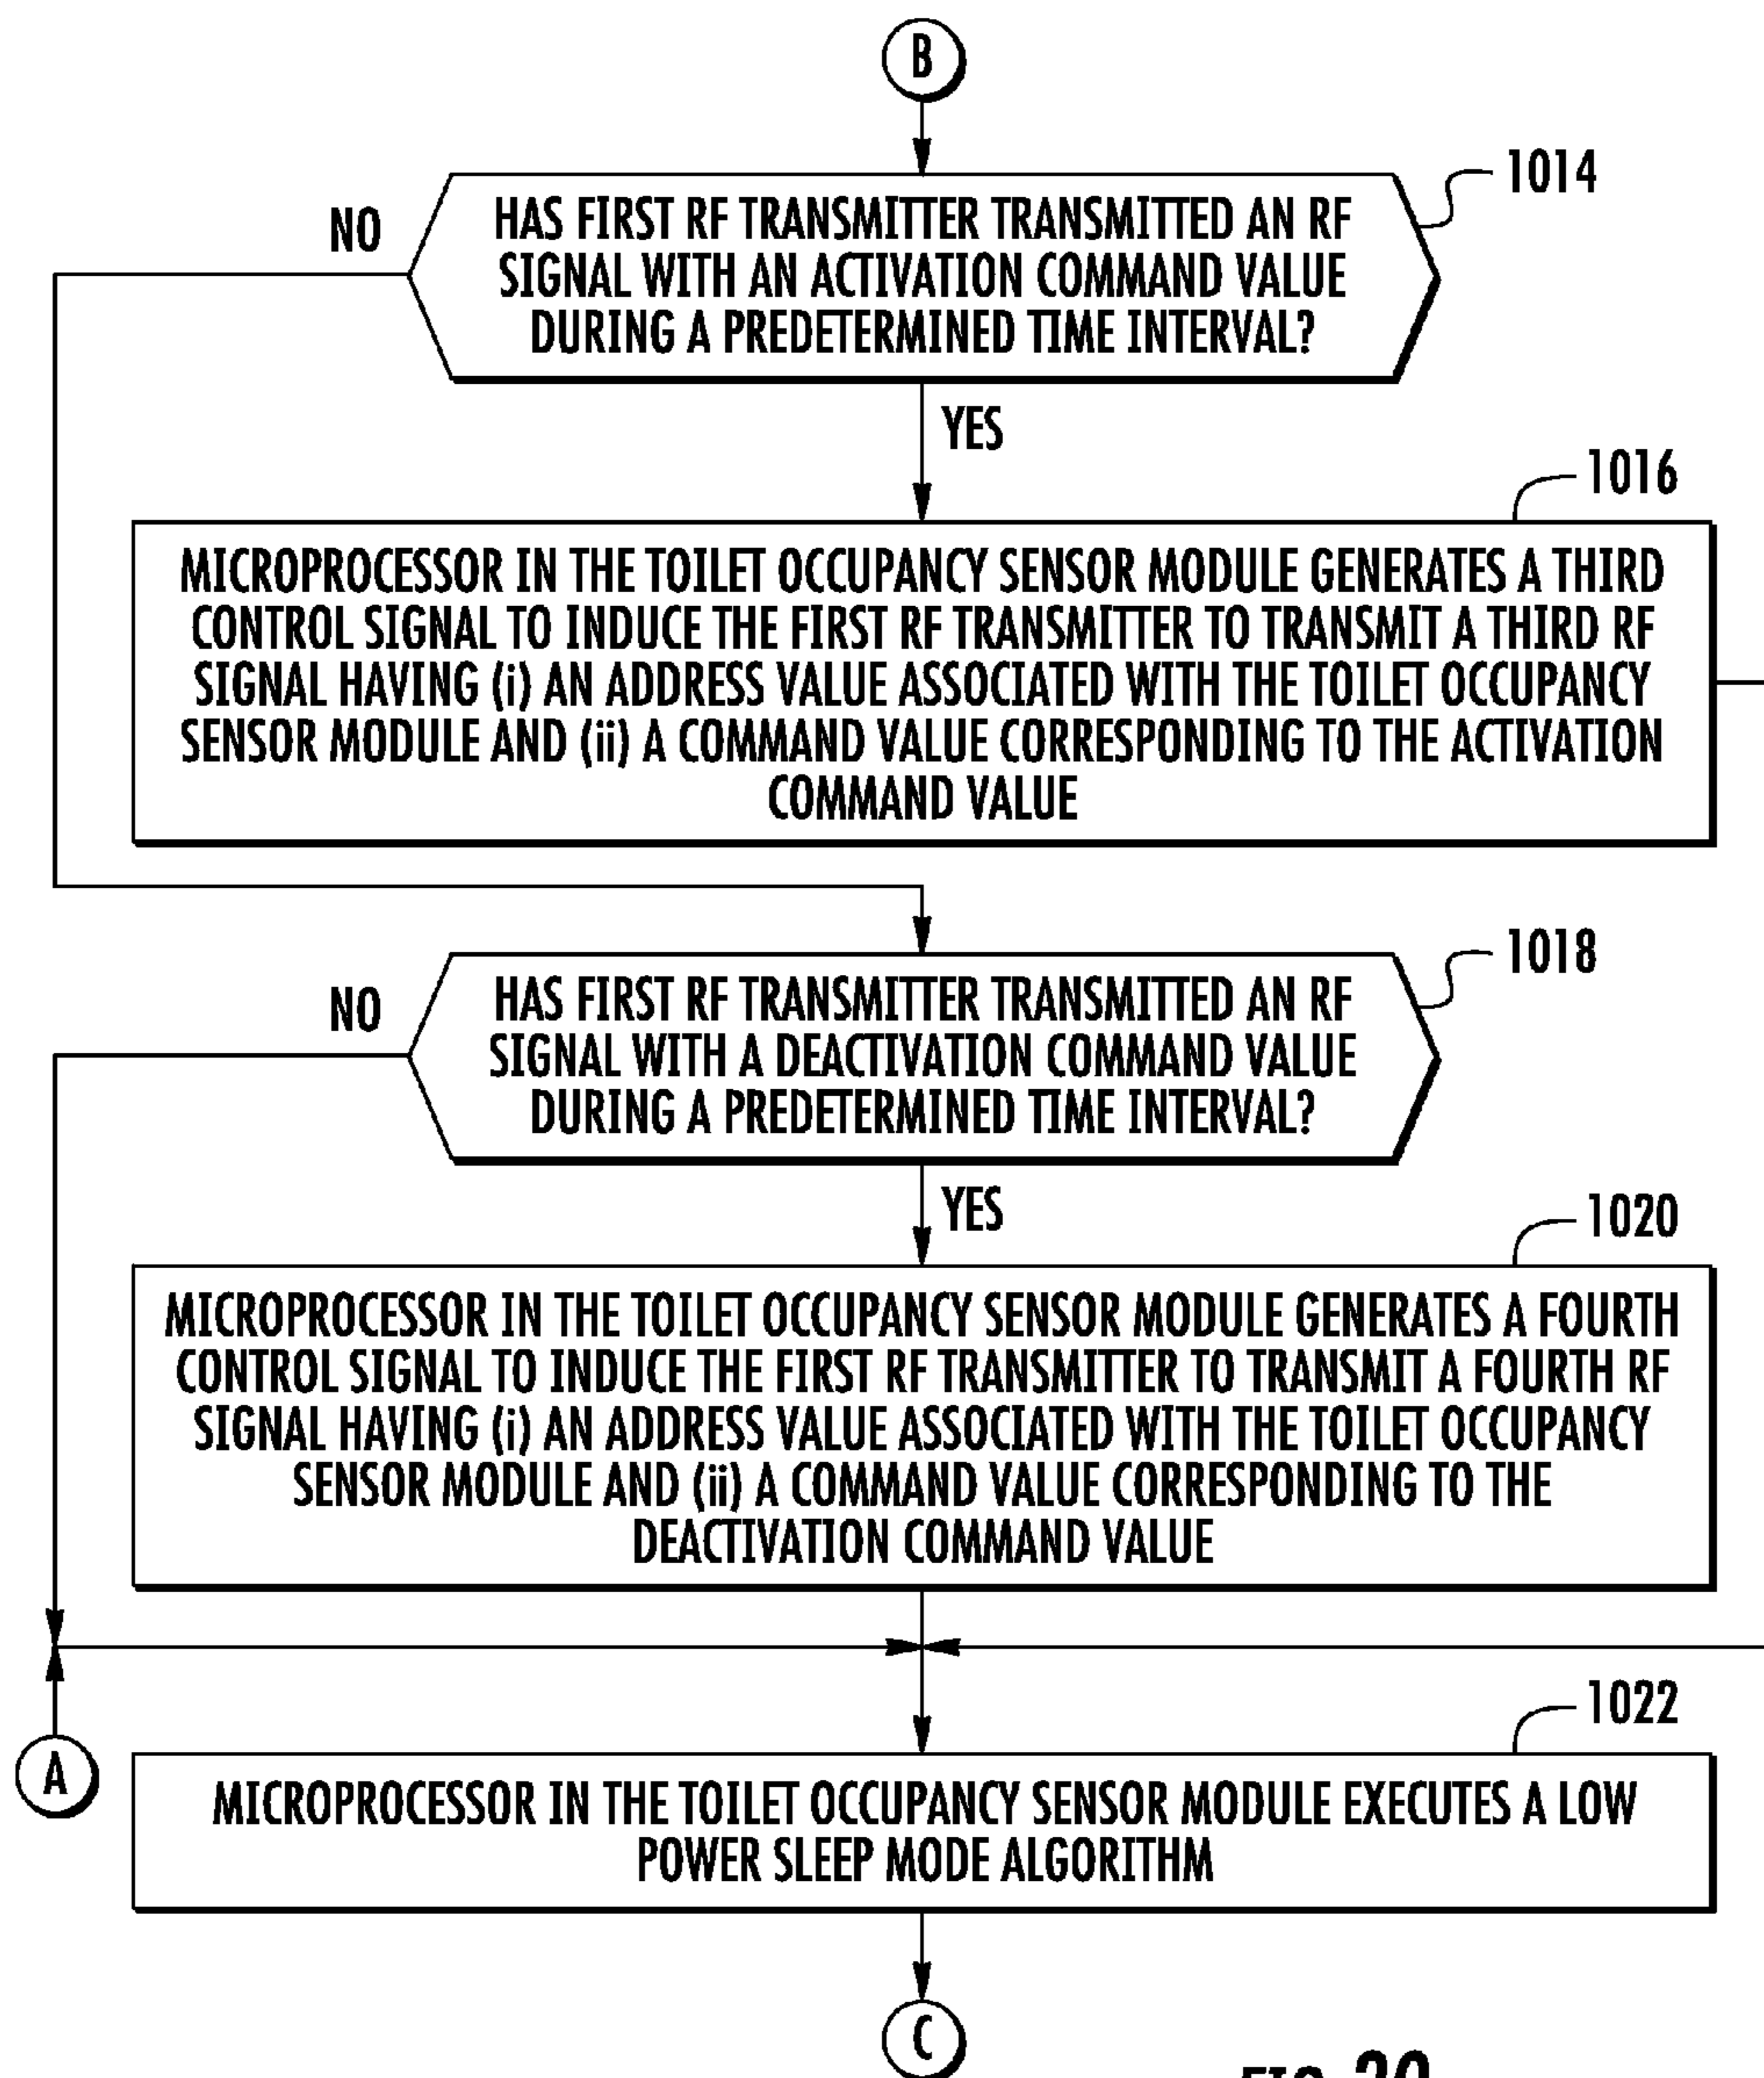 B
1014
NO
HAS FIRST RF TRANSMITTER TRANSMITTED AN RF
SIGNAL WITH AN ACTIVATION COMMAND VALUE
DURING A PREDETERMINED TIME INTERVAL?
YES
1016
MICROPROCESSOR IN THE TOILET OCCUPANCY SENSOR MODULE GENERATES A THIRD
CONTROL SIGNAL TO INDUCE THE FIRST RF TRANSMITTER TO TRANSMIT A THIRD RF
SIGNAL HAVING (i) AN ADDRESS VALUE ASSOCIATED WITH THE TOILET OCCUPANCY
SENSOR MODULE AND (ii) A COMMAND VALUE CORRESPONDING TO THE ACTIVATION
COMMAND VALUE
1018
NO
HAS FIRST RF TRANSMITTER TRANSMITTED AN RF
SIGNAL WITH A DEACTIVATION COMMAND VALUE
DURING A PREDETERMINED TIME INTERVAL?
YES
1020
MICROPROCESSOR IN THE TOILET OCCUPANCY SENSOR MODULE GENERATES A FOURTH
CONTROL SIGNAL TO INDUCE THE FIRST RF TRANSMITTER TO TRANSMIT A FOURTH RF
SIGNAL HAVING (i) AN ADDRESS VALUE ASSOCIATED WITH THE TOILET OCCUPANCY
SENSOR MODULE AND (ii) A COMMAND VALUE CORRESPONDING TO THE
DEACTIVATION COMMAND VALUE
1022
A
MICROPROCESSOR IN THE TOILET OCCUPANCY SENSOR MODULE EXECUTES A LOW
POWER SLEEP MODE ALGORITHM
C